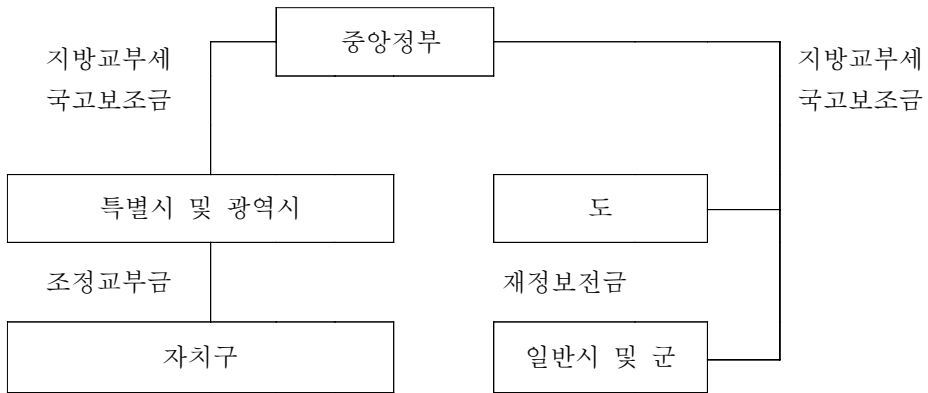 중앙정부
지방교부세
국고보조금
지방교부세
국고보조금
특별시 및 광역시
도
조정교부금
재정보전금
자치구
일반시 및 군